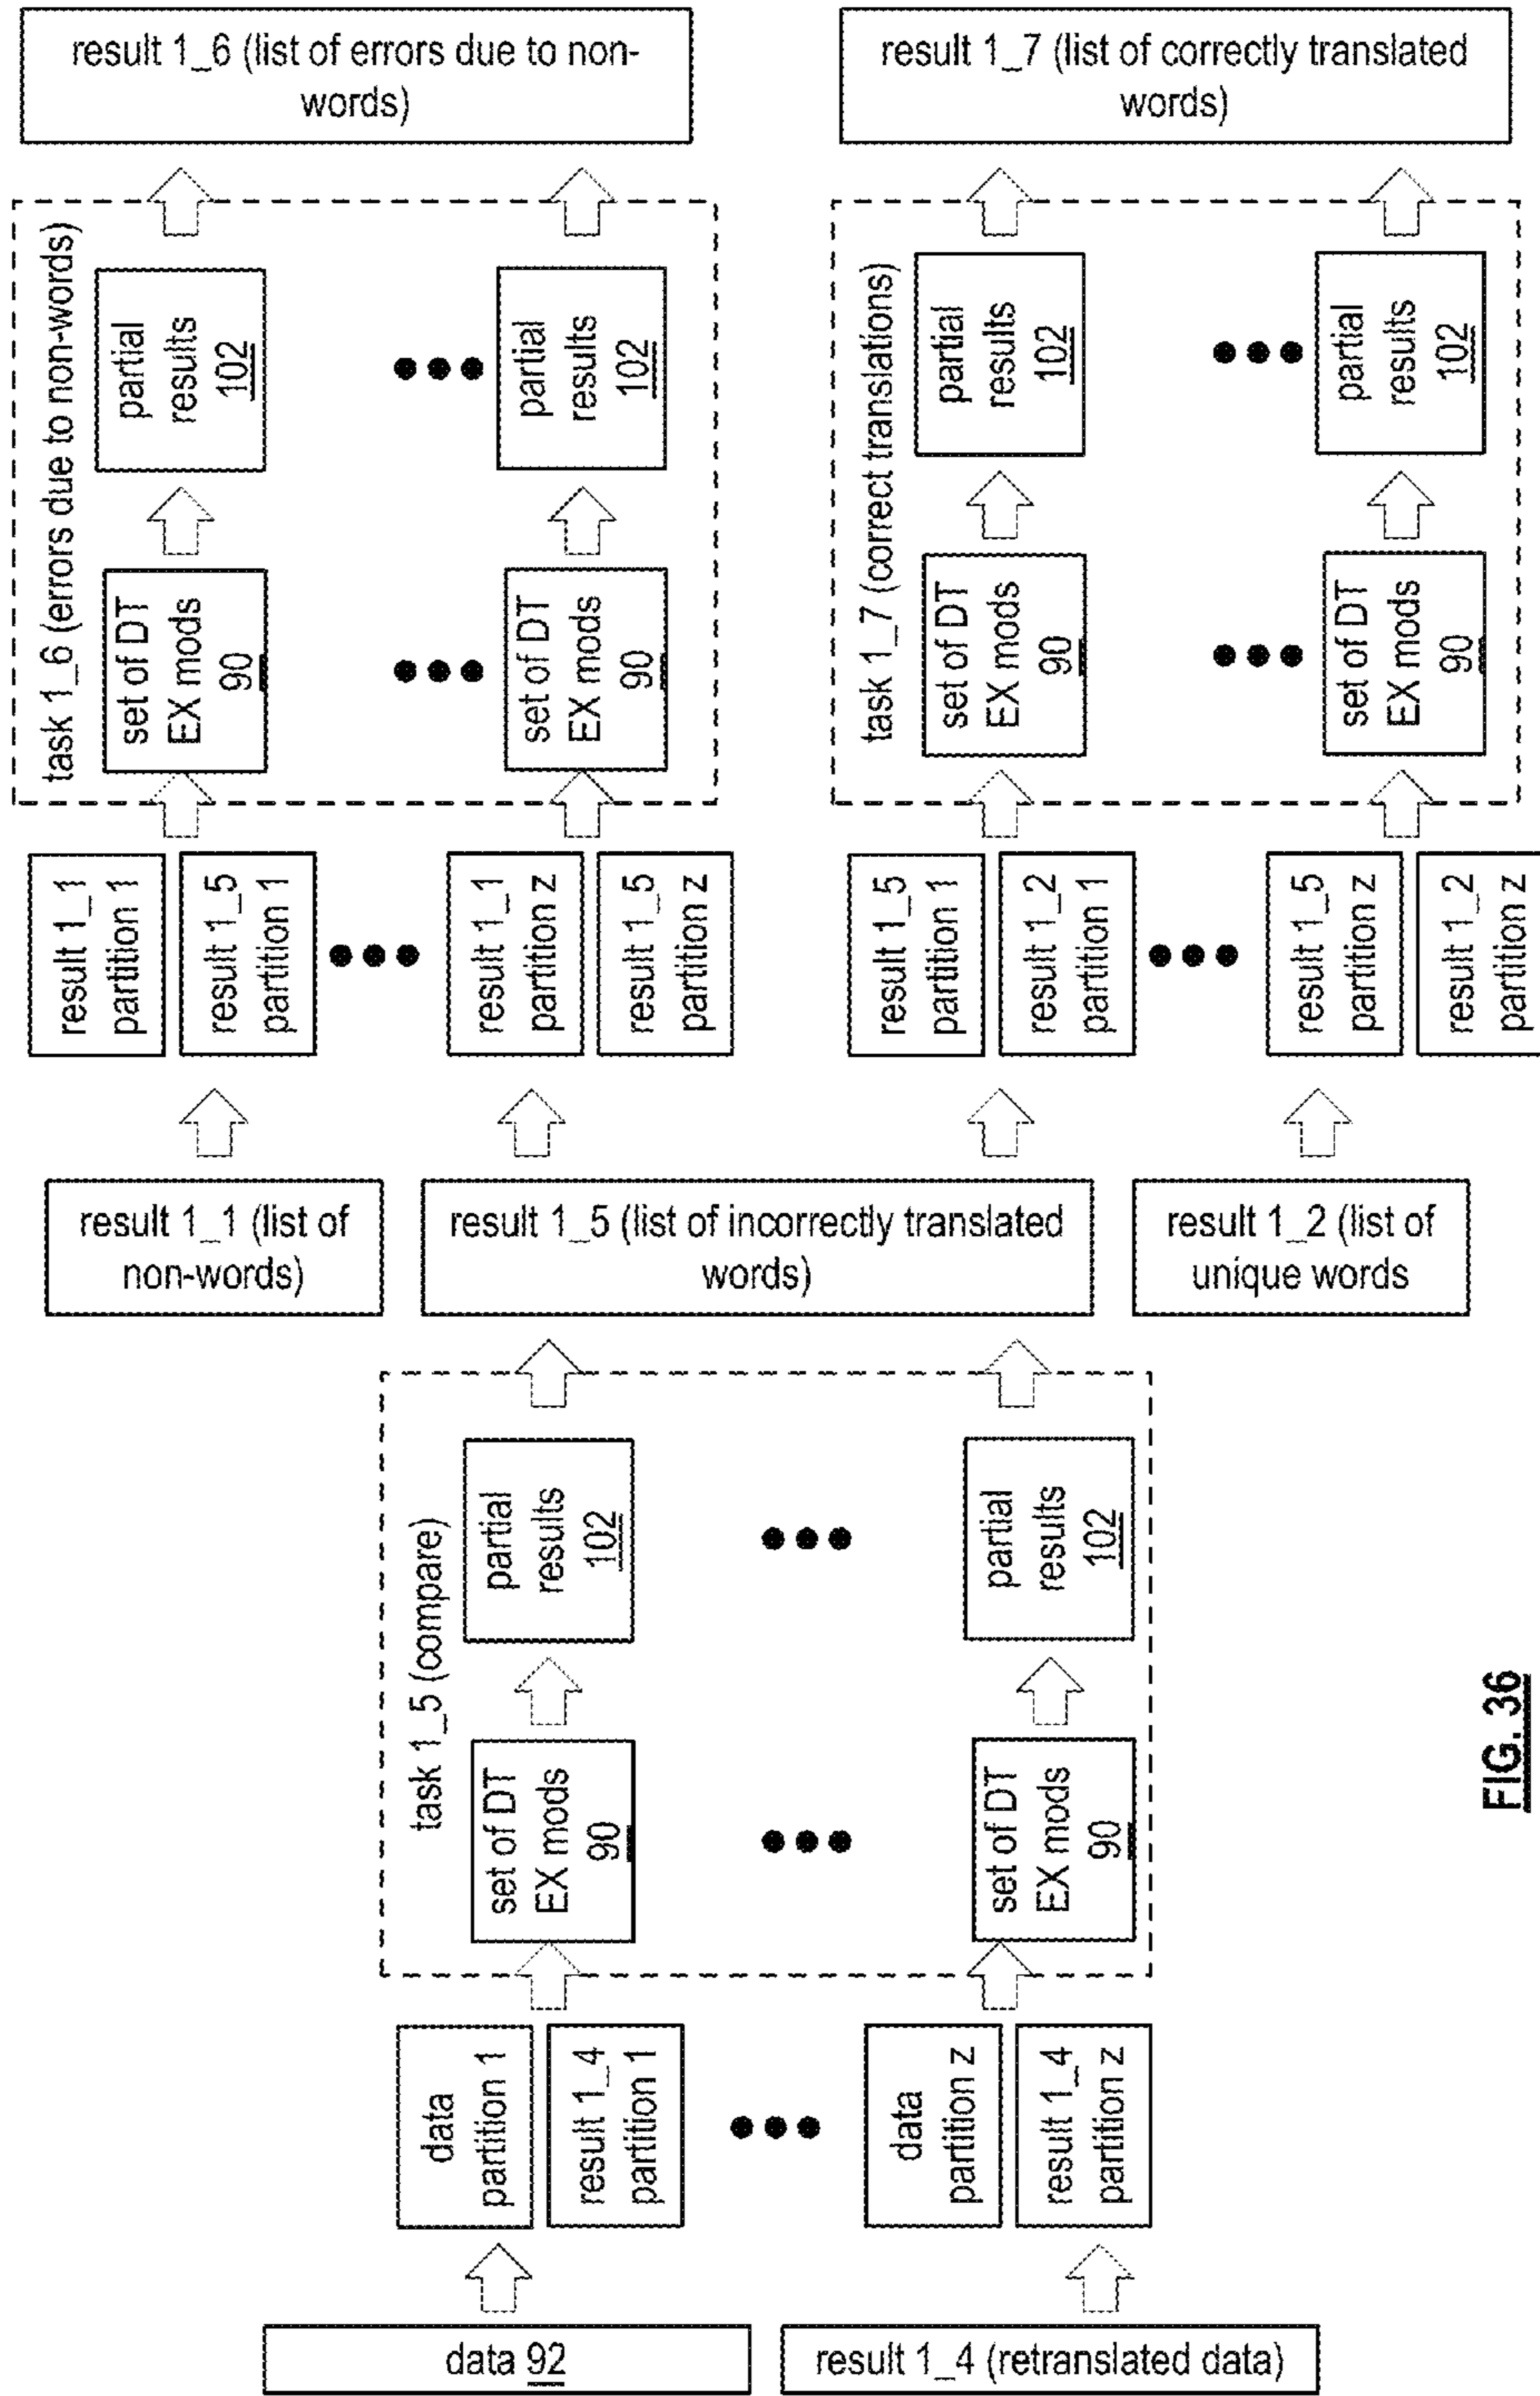 data 92
result 1_4 (retranslated data)
data
partition 1
result 1_4
partition 1
data
partition z
result 1_4
partition z
task 1_5 (compare)
set of DT
EX mods
90
partial
results
102
set of DT
EX mods
90
partial
results
102
result 1_1 (list of
non-words)
result 1_5 (list of incorrectly translated
words)
result 1_2 (list of
unique words
result 1_1
partition 1
result 1_5
partition 1
result 1_1
partition z
result 1_5
partition z
result 1_5
partition 1
result 1_2
partition 1
result 1_5
partition z
result 1_2
partition z
task 1_6 (errors due to non-words)
set of DT
EX mods
90
partial
results
102
set of DT
EX mods
90
partial
results
102
task 1_7 (correct translations)
set of DT
EX mods
90
partial
results
102
set of DT
EX mods
90
partial
results
102
result 1_6 (list of errors due to non-
words)
result 1_7 (list of correctly translated
words)
FIG. 36